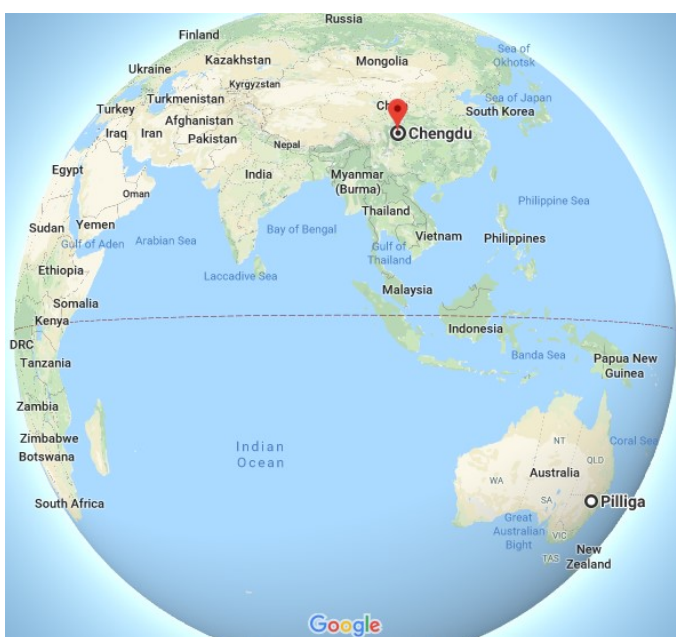 Russia
Finland
Sea of
Okhotsk
Kazakhstan
Mongolia
Ukraine
Kyrgyzstan
Turkmenistan
Turkey
Sea of Japan
Ch
South Korea
Afghanistan
Iraq
Iran
Pakistan
Chengdu
Nepal
Egypt
India
Myanmar
(Burma)
Oman
Philippine Sea
Thailand
Sudan
Yemen
Bay of Bengal
Vietnam
Philippines
Gulf of Aden
Arabian Sea
Gulf of
Thailand
Ethiopia
Laccadive Sea
Malaysia
Somalia
Kenya
Indonesia
DRC
Banda Sea
Papua New
Guinea
Tanzania
Zambia
Zimbabwe
Botswana
Indian
Ocean
NT
Coral Sea
QLD
Australia
WA
SA
Pilliga
South Africa
Great
Australian
Bight
VIC
TAS
New
Zealand
Google